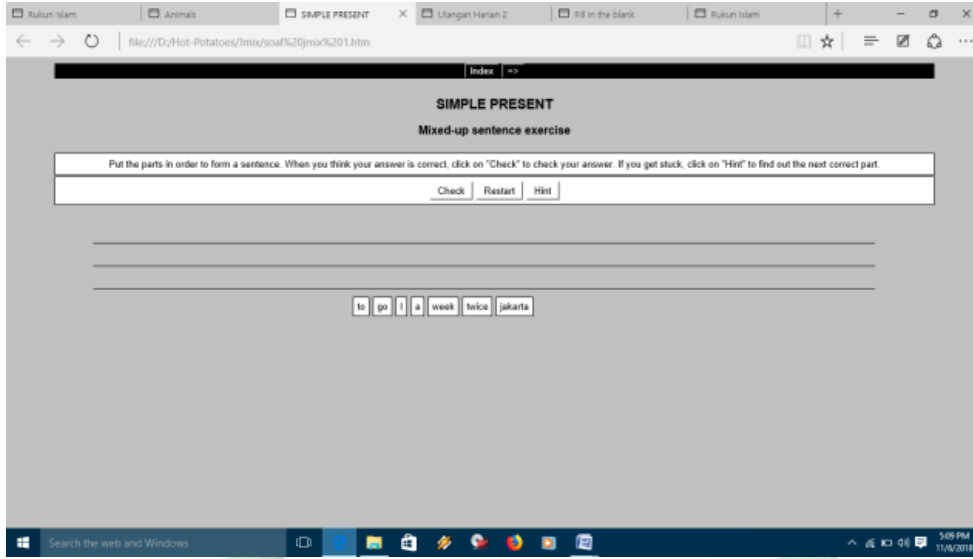 Rukun Islam Animals SIMPLE PRESENT Ulangan Harian 2 Fill in the blank Rukun Islam
file:///D:/Hot-Potatoes/Jmix/soal%20jmix%201.htm
Index =>
SIMPLE PRESENT
Mixed-up sentence exercise
Put the parts in order to form a sentence. When you think your answer is correct, click on "Check" to check your answer. If you get stuck, click on "Hint" to find out the next correct part.
Check Restart Hint
to go I a week twice jakarta
Search the web and Windows
5:09 PM